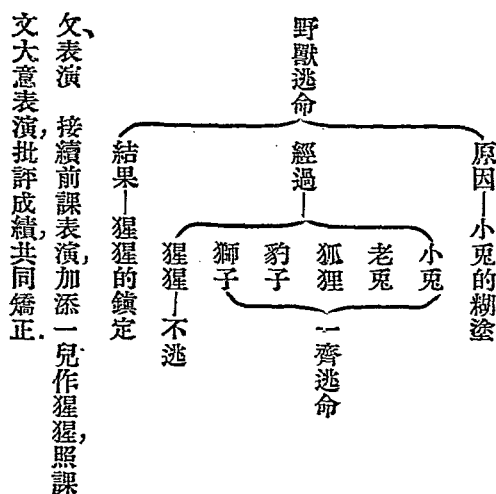 野獸逃命
原因—小兎的糊塗
經過—
小兎
老兎
狐狸
豹子
獅子
一齊逃命
猩猩—不逃
結果—猩猩的鎮定
ㄆ、表演　接續前課表演,加添一兒作猩猩,照課
文大意表演,批評成績,共同矯正.